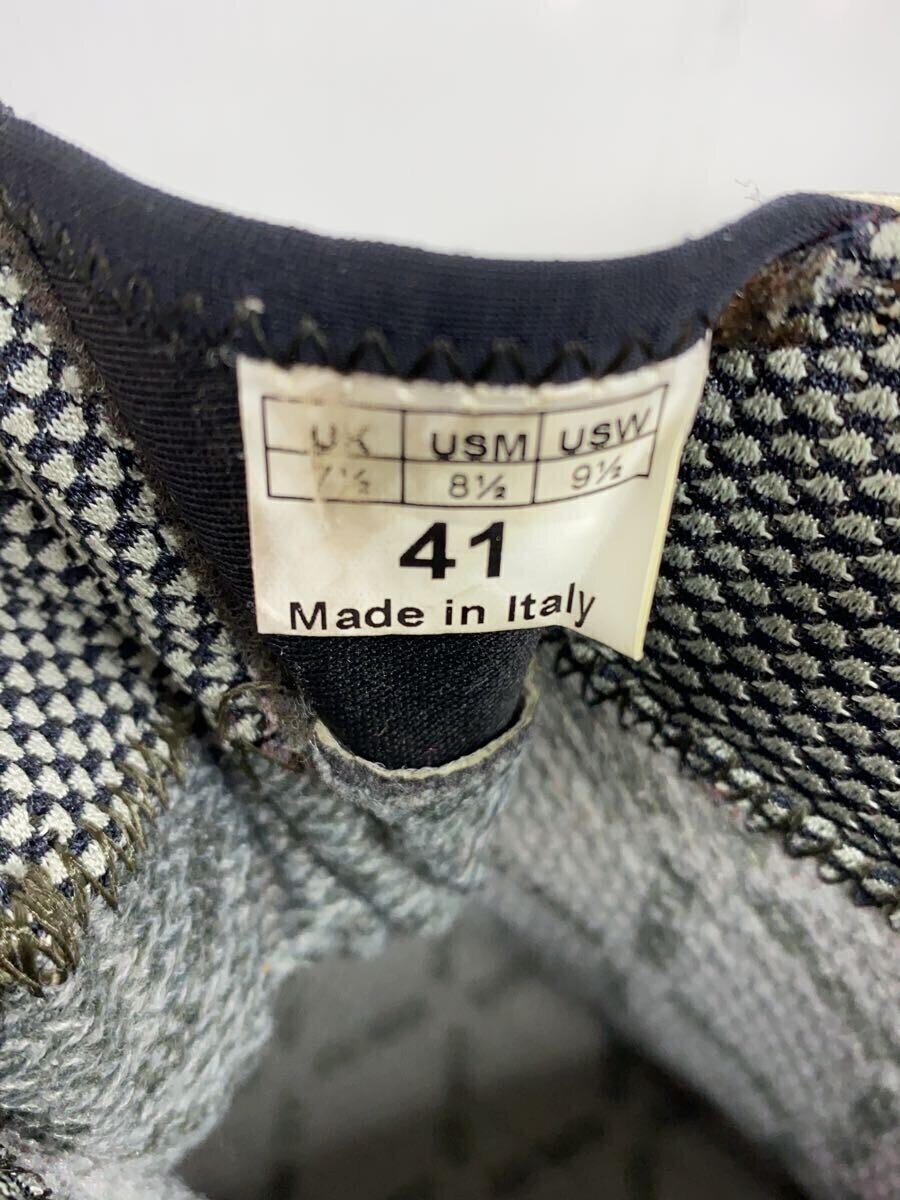 UK USM USW
7½ 8½ 9½
41
Made in Italy